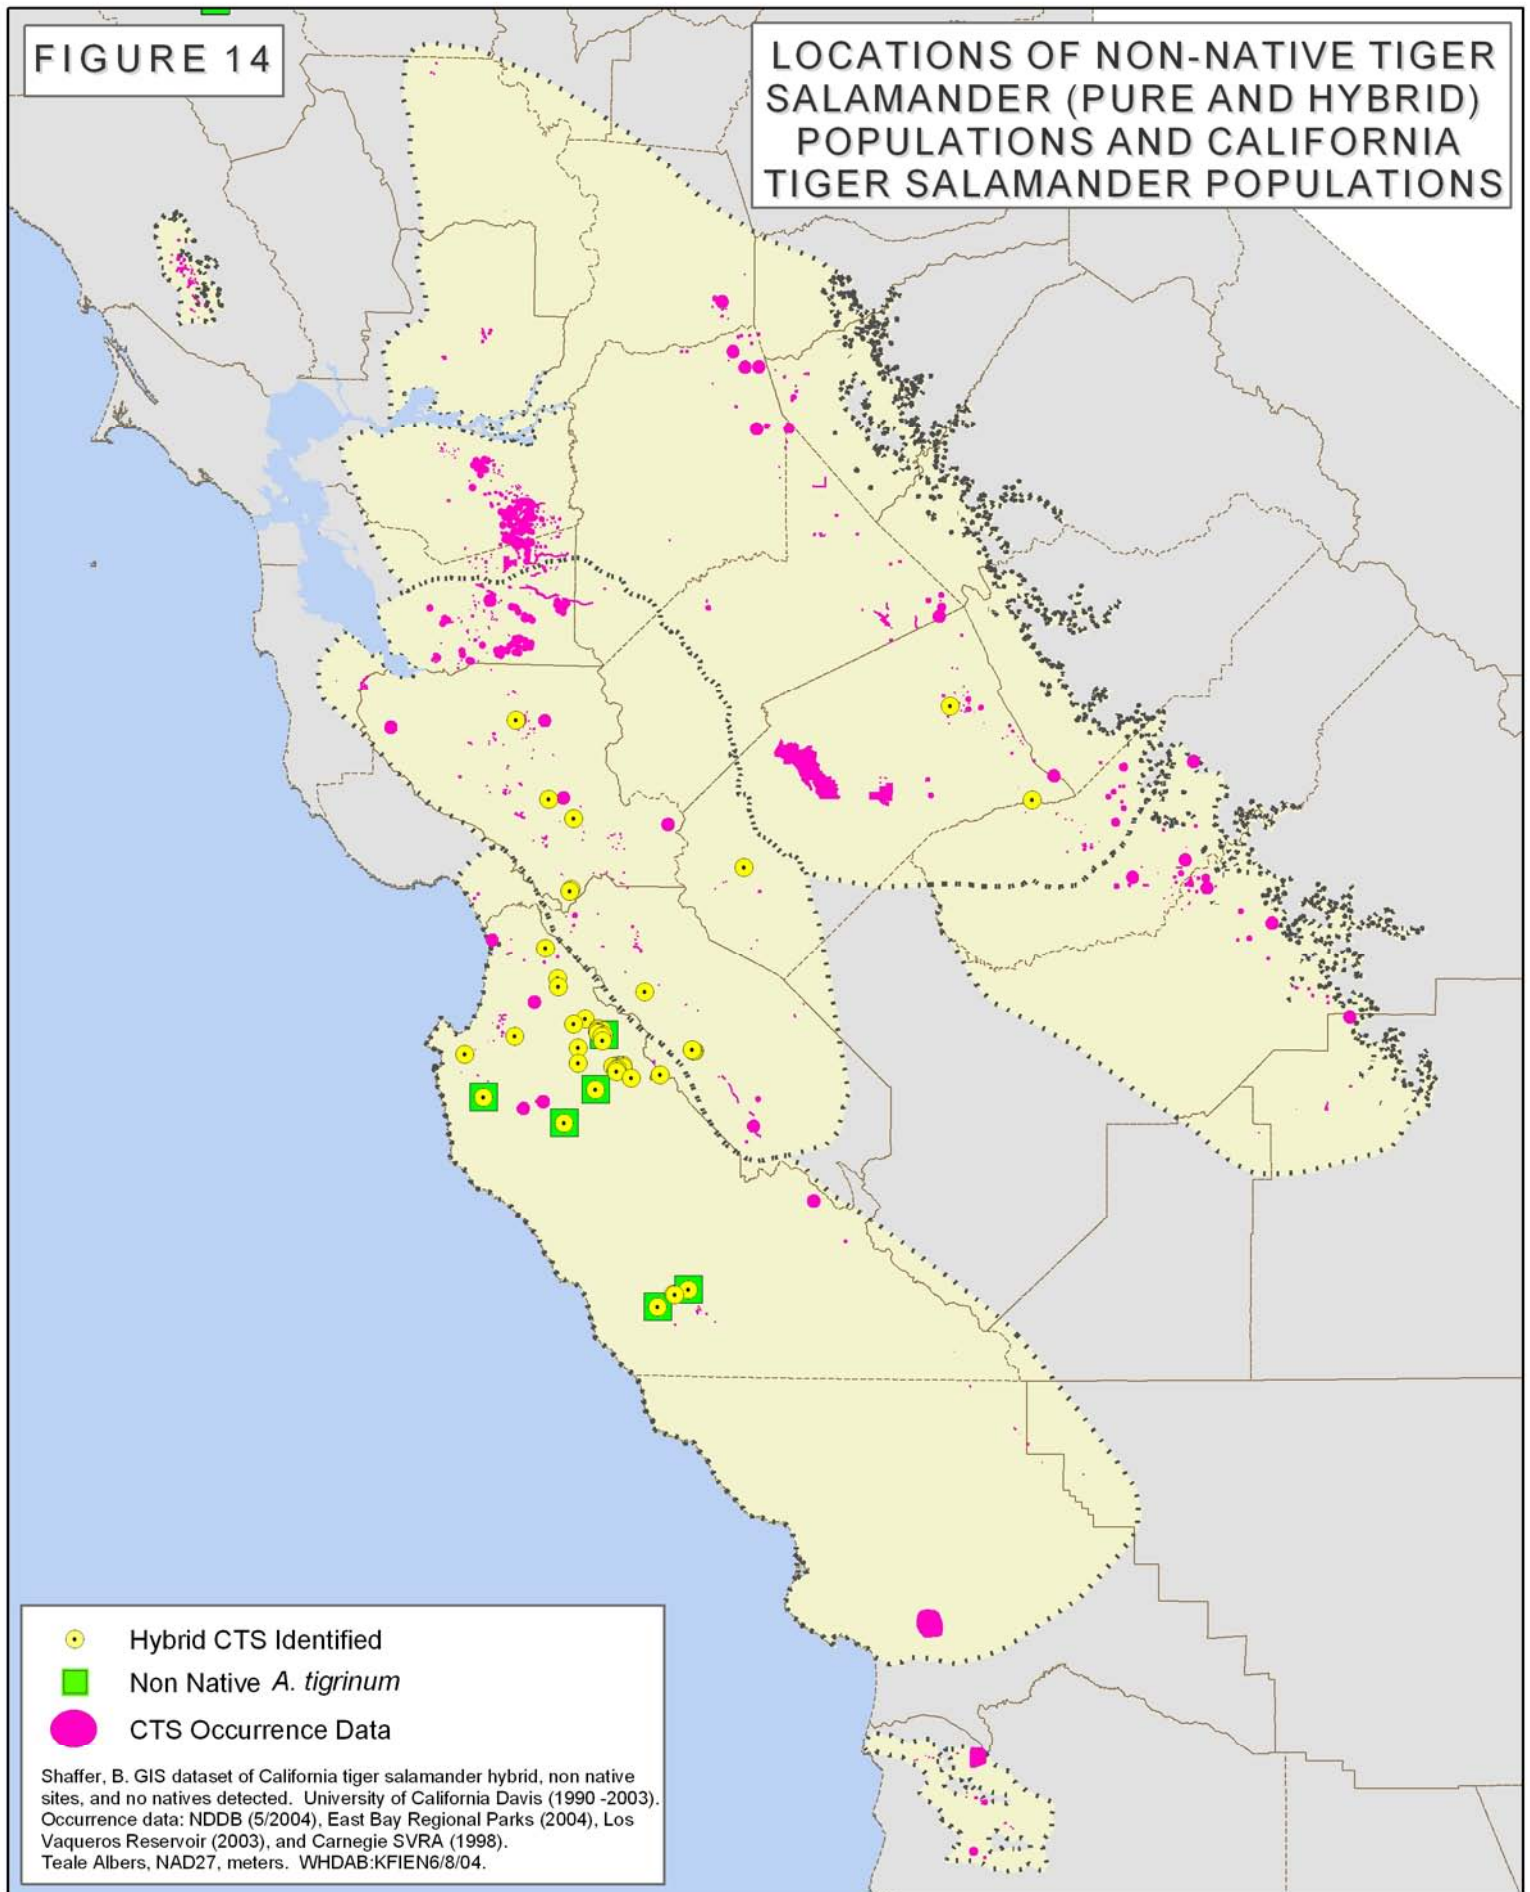 FIGURE 14
LOCATIONS OF NON-NATIVE TIGER
SALAMANDER (PURE AND HYBRID)
POPULATIONS AND CALIFORNIA
TIGER SALAMANDER POPULATIONS
Hybrid CTS Identified
Non Native A. tigrinum
CTS Occurrence Data
Shaffer, B. GIS dataset of California tiger salamander hybrid, non native
sites, and no natives detected. University of California Davis (1990 -2003).
Occurrence data: NDDB (5/2004), East Bay Regional Parks (2004), Los
Vaqueros Reservoir (2003), and Carnegie SVRA (1998).
Teale Albers, NAD27, meters. WHDAB:KFIEN6/8/04.